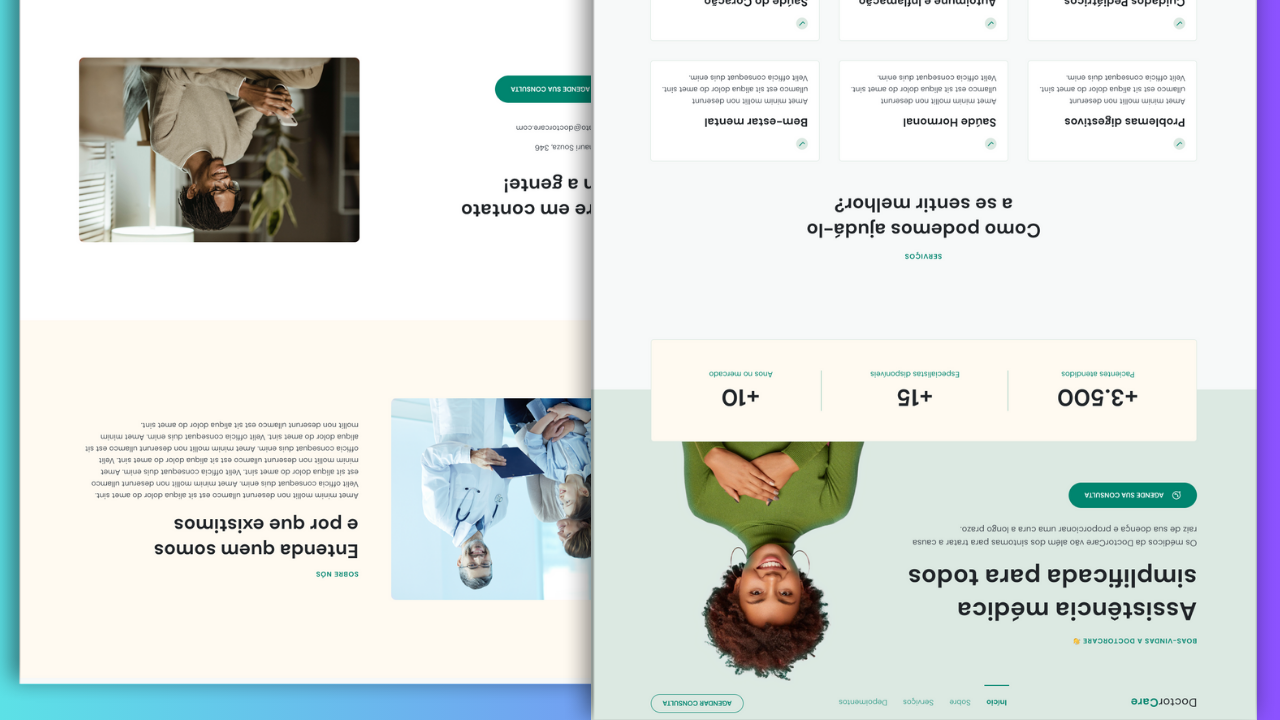 DoctorCare
Início
Sobre
Serviços
Depoimentos
AGENDAR CONSULTA
BOAS-VINDAS A DOCTORCARE 👋
Assistência médica
simplificada para todos
Os médicos da DoctorCare vão além dos sintomas para tratar a causa
raiz de sua doença e proporcionar uma cura a longo prazo.
AGENDE SUA CONSULTA
+3.500
Pacientes atendidos
+15
Especialistas disponíveis
+10
Anos no mercado
SERVIÇOS
Como podemos ajudá-lo
a se sentir melhor?
Problemas digestivos
Amet minim mollit non deserunt
ullamco est sit aliqua dolor do amet sint.
Velit officia consequat duis enim.
Saúde Hormonal
Amet minim mollit non deserunt
ullamco est sit aliqua dolor do amet sint.
Velit officia consequat duis enim.
Bem-estar mental
Amet minim mollit non deserunt
ullamco est sit aliqua dolor do amet sint.
Velit officia consequat duis enim.
Cuidados Pediátricos
Autoimune e Inflamação
Saúde do Coração
SOBRE NÓS
Entenda quem somos
e por que existimos
Amet minim mollit non deserunt ullamco est sit aliqua dolor do amet sint.
Velit officia consequat duis enim. Amet minim mollit non deserunt ullamco
est sit aliqua dolor do amet sint. Velit officia consequat duis enim. Amet
minim mollit non deserunt ullamco est sit aliqua dolor do amet sint. Velit
officia consequat duis enim. Amet minim mollit non deserunt ullamco est sit
aliqua dolor do amet sint. Velit officia consequat duis enim. Amet minim
mollit non deserunt ullamco est sit aliqua dolor do amet sint.
re em contato
a gente!
auri Souza, 346
@doctorcare.com
AGENDE SUA CONSULTA